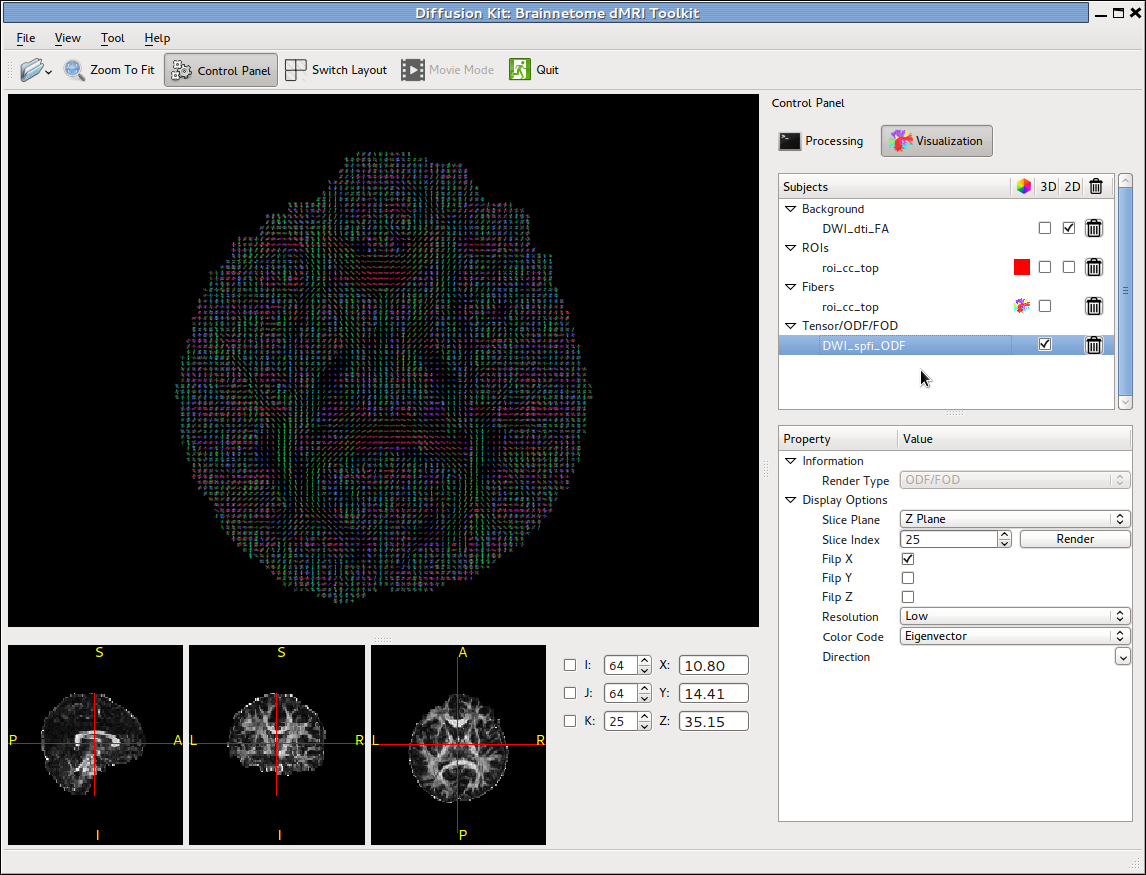 Diffusion Kit: Brainnetome dMRI Toolkit
File View Tool Help
Zoom To Fit Control Panel Switch Layout Movie Mode Quit
Control Panel
Processing Visualization
Subjects 3D 2D
Background
DWI_dti_FA
ROIs
roi_cc_top
Fibers
roi_cc_top
Tensor/ODF/FOD
DWI_spfi_ODF
Property Value
Information
Render Type ODF/FOD
Display Options
Slice Plane Z Plane
Slice Index 25 Render
Filp X
Filp Y
Filp Z
Resolution Low
Color Code Eigenvector
Direction
S S A
P A L R L R
I I P
I: 64 X: 10.80
J: 64 Y: 14.41
K: 25 Z: 35.15